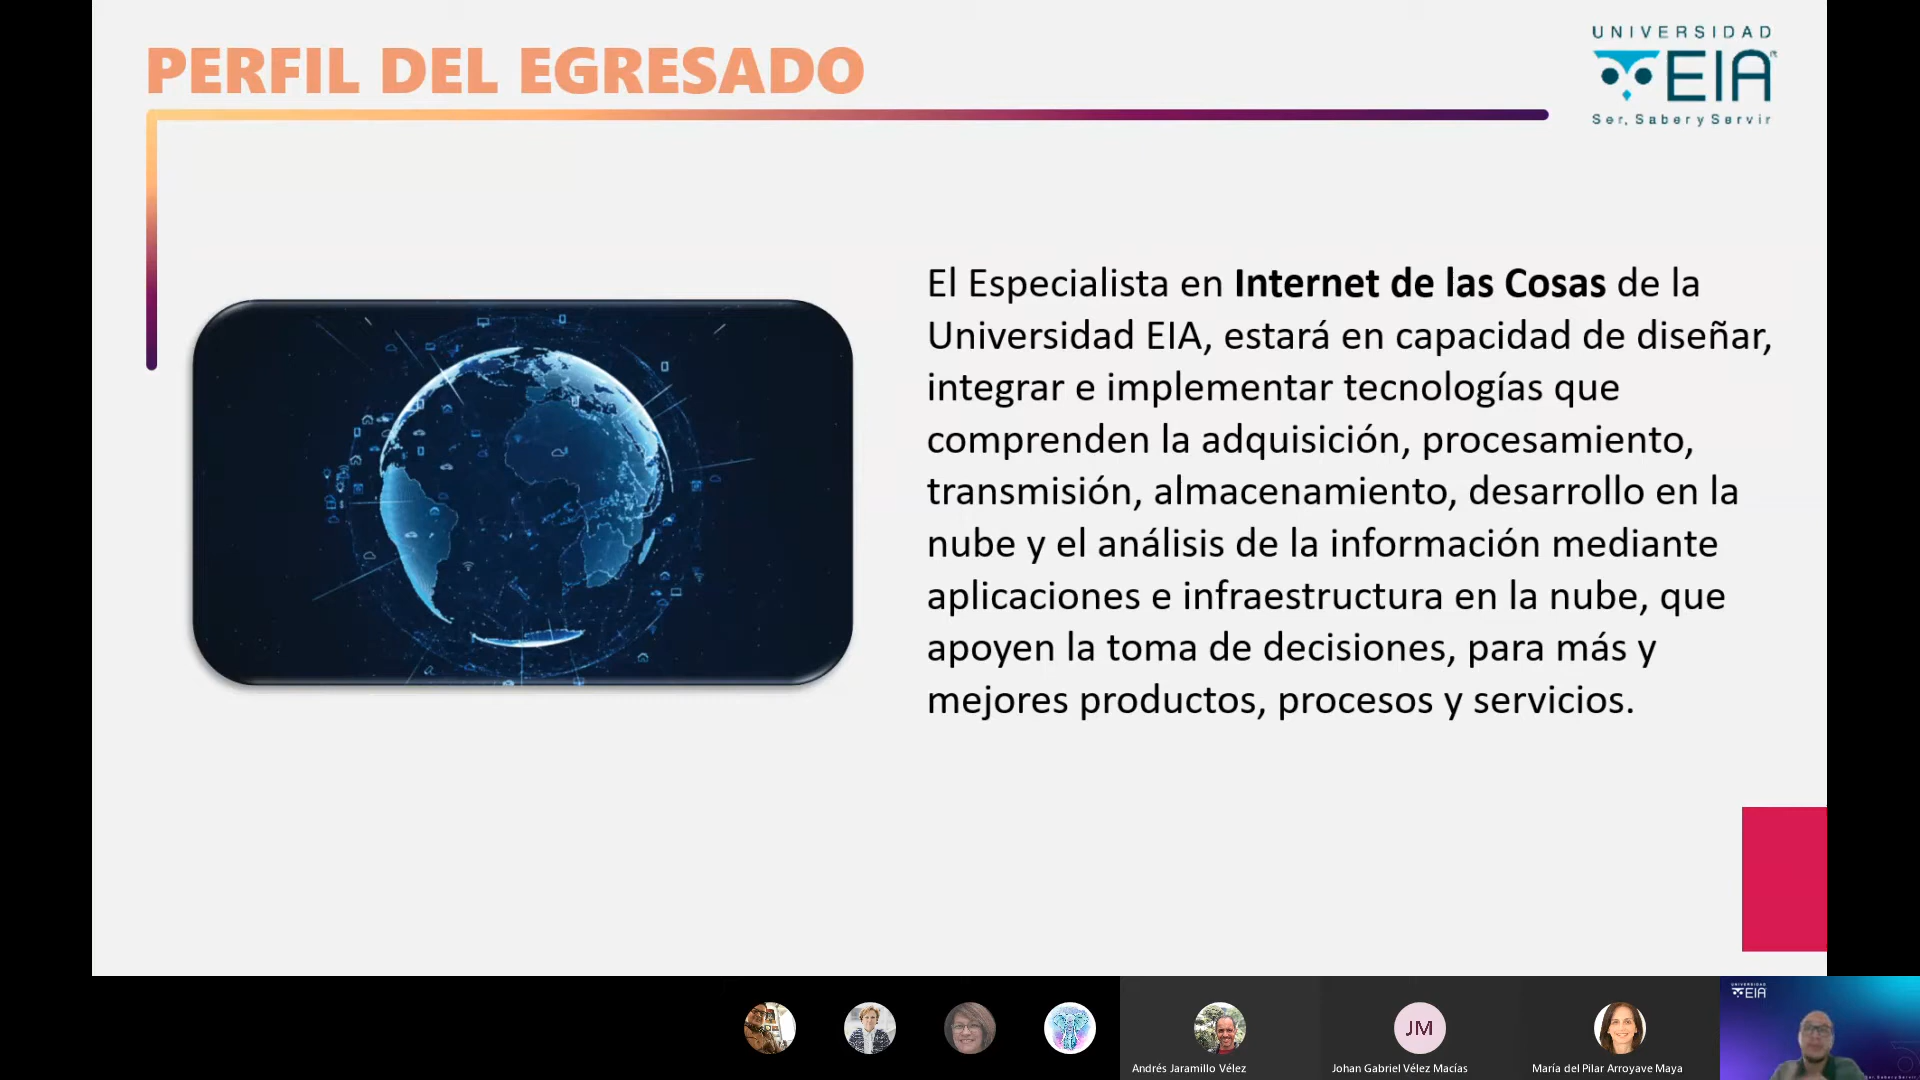 PERFIL DEL EGRESADO
UNIVERSIDAD
EIA
Ser, Saber y Servir
El Especialista en Internet de las Cosas de la
Universidad EIA, estará en capacidad de diseñar,
integrar e implementar tecnologías que
comprenden la adquisición, procesamiento,
transmisión, almacenamiento, desarrollo en la
nube y el análisis de la información mediante
aplicaciones e infraestructura en la nube, que
apoyen la toma de decisiones, para más y
mejores productos, procesos y servicios.
JM
Andrés Jaramillo Vélez
Johan Gabriel Vélez Macías
María del Pilar Arroyave Maya
UNIVERSIDAD
EIA